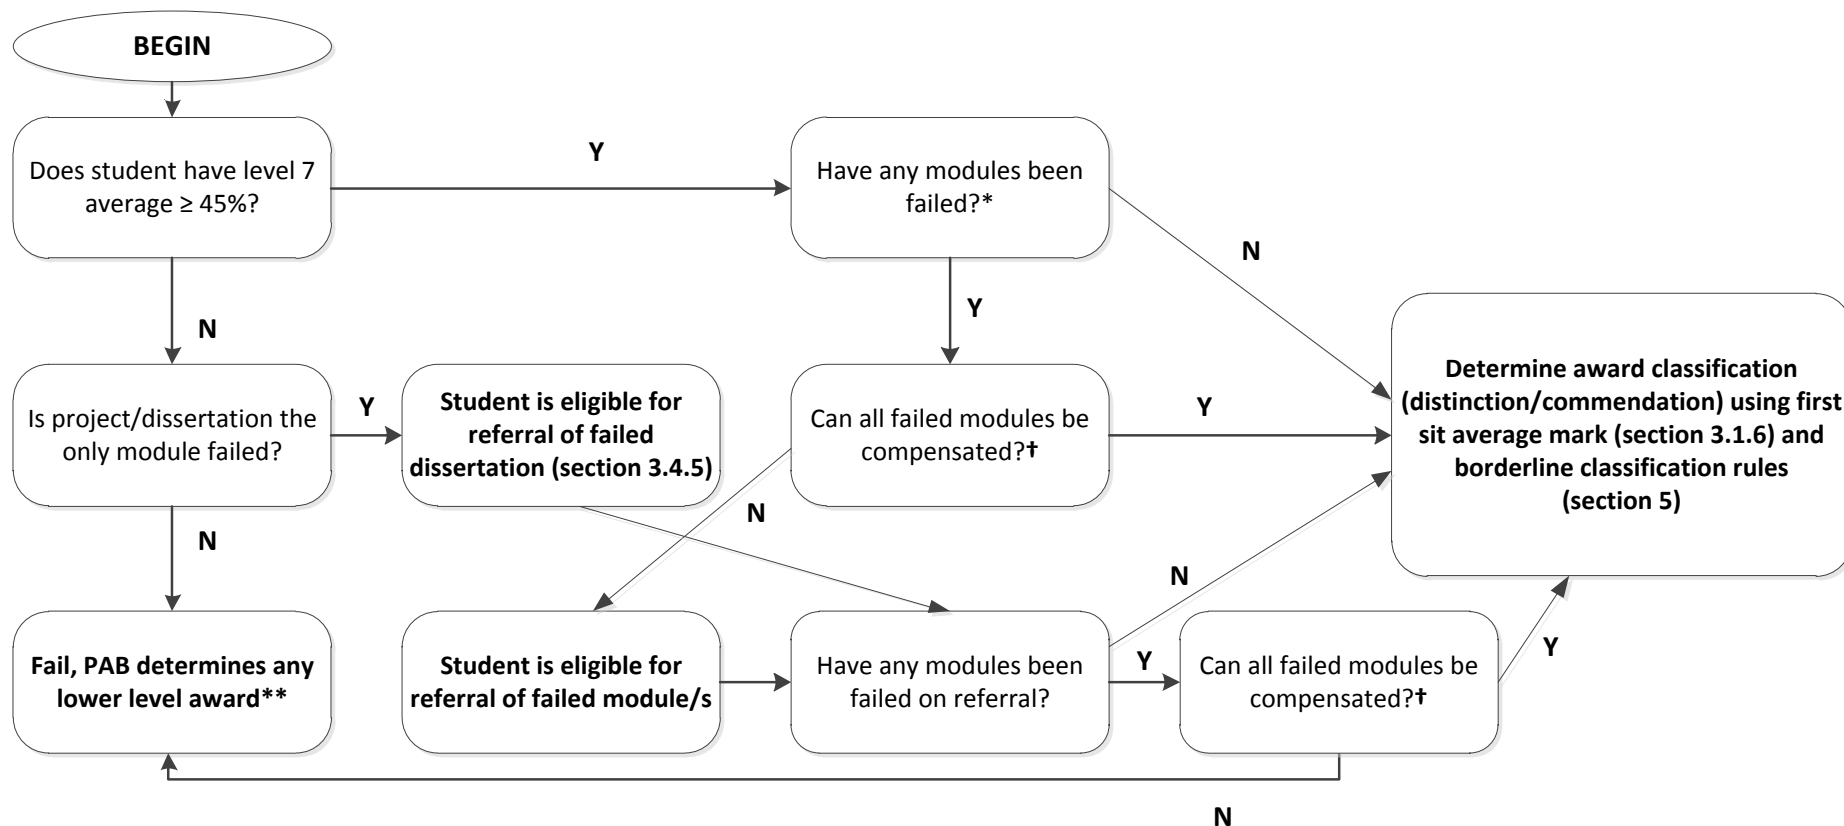 BEGIN
Does student have level 7
average ≥ 45%?
Y
Have any modules been
failed?*
N
N
Y
Is project/dissertation the
only module failed?
Y
Student is eligible for
referral of failed
dissertation (section 3.4.5)
Can all failed modules be
compensated?†
Y
Determine award classification
(distinction/commendation) using first
sit average mark (section 3.1.6) and
borderline classification rules
(section 5)
N
N
N
Fail, PAB determines any
lower level award**
Student is eligible for
referral of failed module/s
Have any modules been
failed on referral?
Y
Can all failed modules be
compensated?†
Y
N